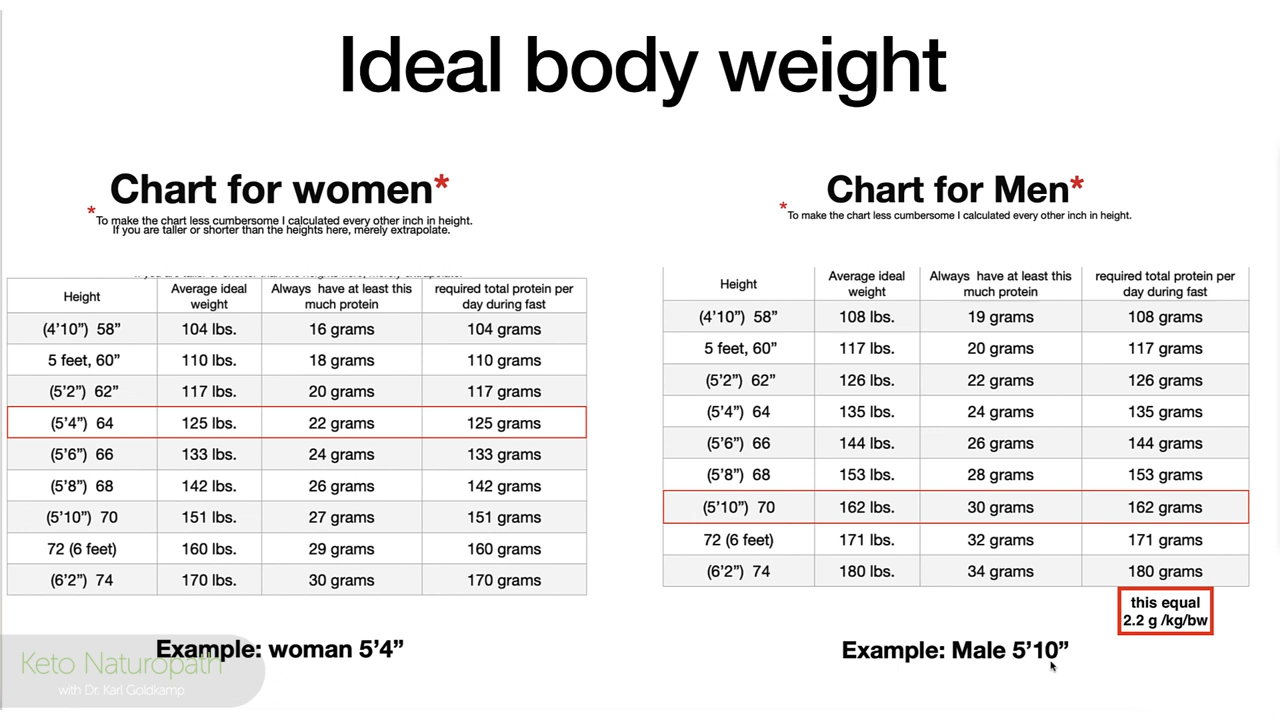 Ideal body weight
Chart for women*
*To make the chart less cumbersome I calculated every other inch in height.
If you are taller or shorter than the heights here, merely extrapolate.
If you are taller or shorter than the heights here, merely extrapolate.
Height Average ideal weight Always have at least this much protein required total protein per day during fast
(4’10”) 58” 104 lbs. 16 grams 104 grams
5 feet, 60” 110 lbs. 18 grams 110 grams
(5’2”) 62” 117 lbs. 20 grams 117 grams
(5’4”) 64 125 lbs. 22 grams 125 grams
(5’6”) 66 133 lbs. 24 grams 133 grams
(5’8”) 68 142 lbs. 26 grams 142 grams
(5’10”) 70 151 lbs. 27 grams 151 grams
72 (6 feet) 160 lbs. 29 grams 160 grams
(6’2”) 74 170 lbs. 30 grams 170 grams
Example: woman 5’4”
Keto Naturopath
with Dr. Karl Goldkamp
Chart for Men*
*To make the chart less cumbersome I calculated every other inch in height.
Height Average ideal weight Always have at least this much protein required total protein per day during fast
(4’10”) 58” 108 lbs. 19 grams 108 grams
5 feet, 60” 117 lbs. 20 grams 117 grams
(5’2”) 62” 126 lbs. 22 grams 126 grams
(5’4”) 64 135 lbs. 24 grams 135 grams
(5’6”) 66 144 lbs. 26 grams 144 grams
(5’8”) 68 153 lbs. 28 grams 153 grams
(5’10”) 70 162 lbs. 30 grams 162 grams
72 (6 feet) 171 lbs. 32 grams 171 grams
(6’2”) 74 180 lbs. 34 grams 180 grams
this equal
2.2 g /kg/bw
Example: Male 5’10”